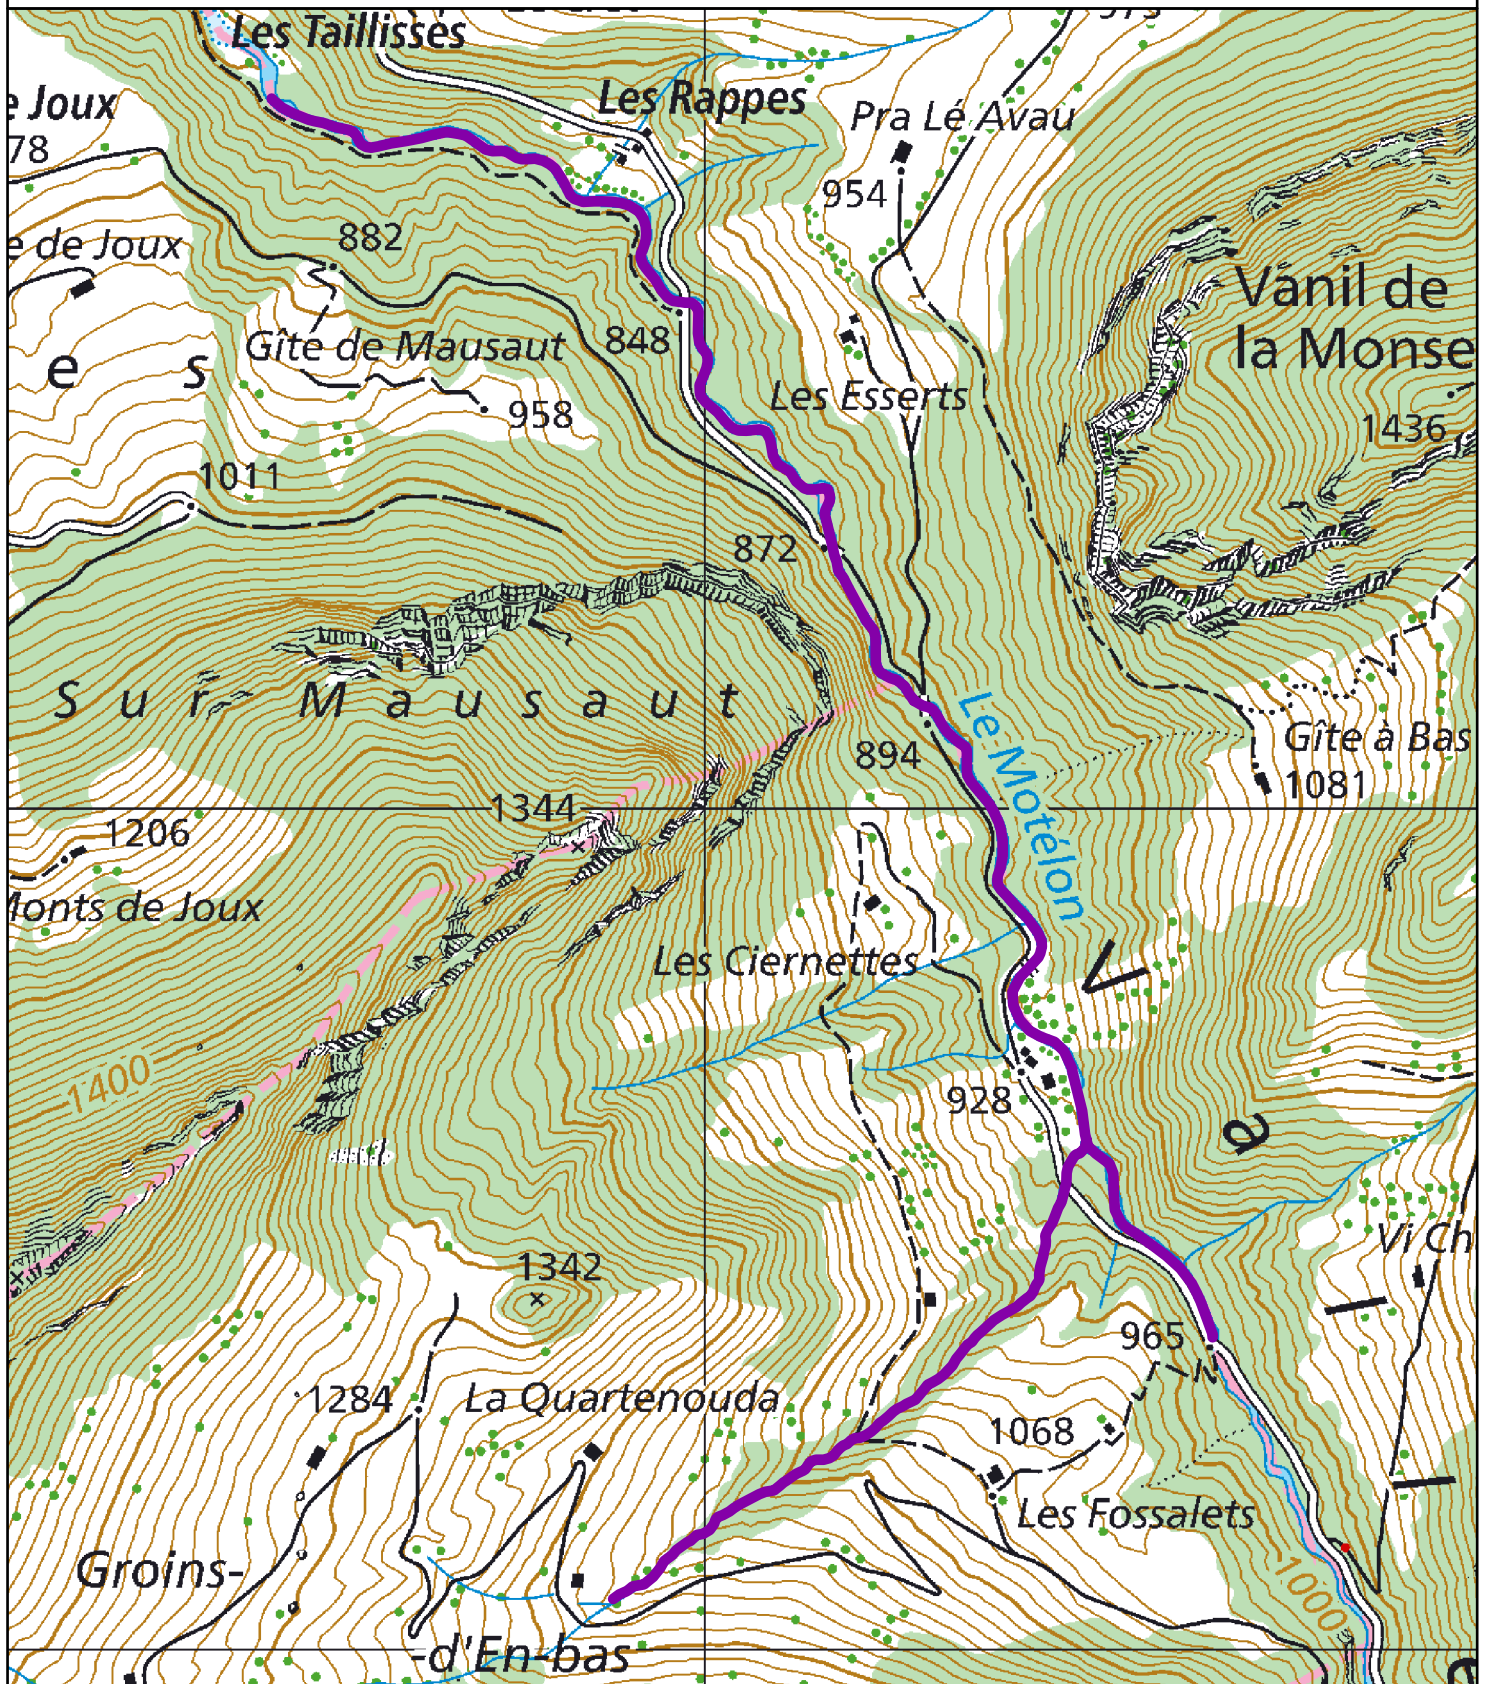 Les Taillisses
Les Rappes
Pra Lé Avau
e Joux
78
954
e de Joux
882
Vanil de
la Monse
Gîte de Mausaut
848
e s
958
Les Esserts
1436
1011
872
Sur Mausaut
Le Motélon
894
Gîte à Bas
1081
1344
1206
Monts de Joux
Les Ciernettes
V
1400
928
a
Vi Ch
1342
l
965
1284
La Quartenouda
1068
l
Les Fossalets
Groins-
1000
-d'En-bas
e